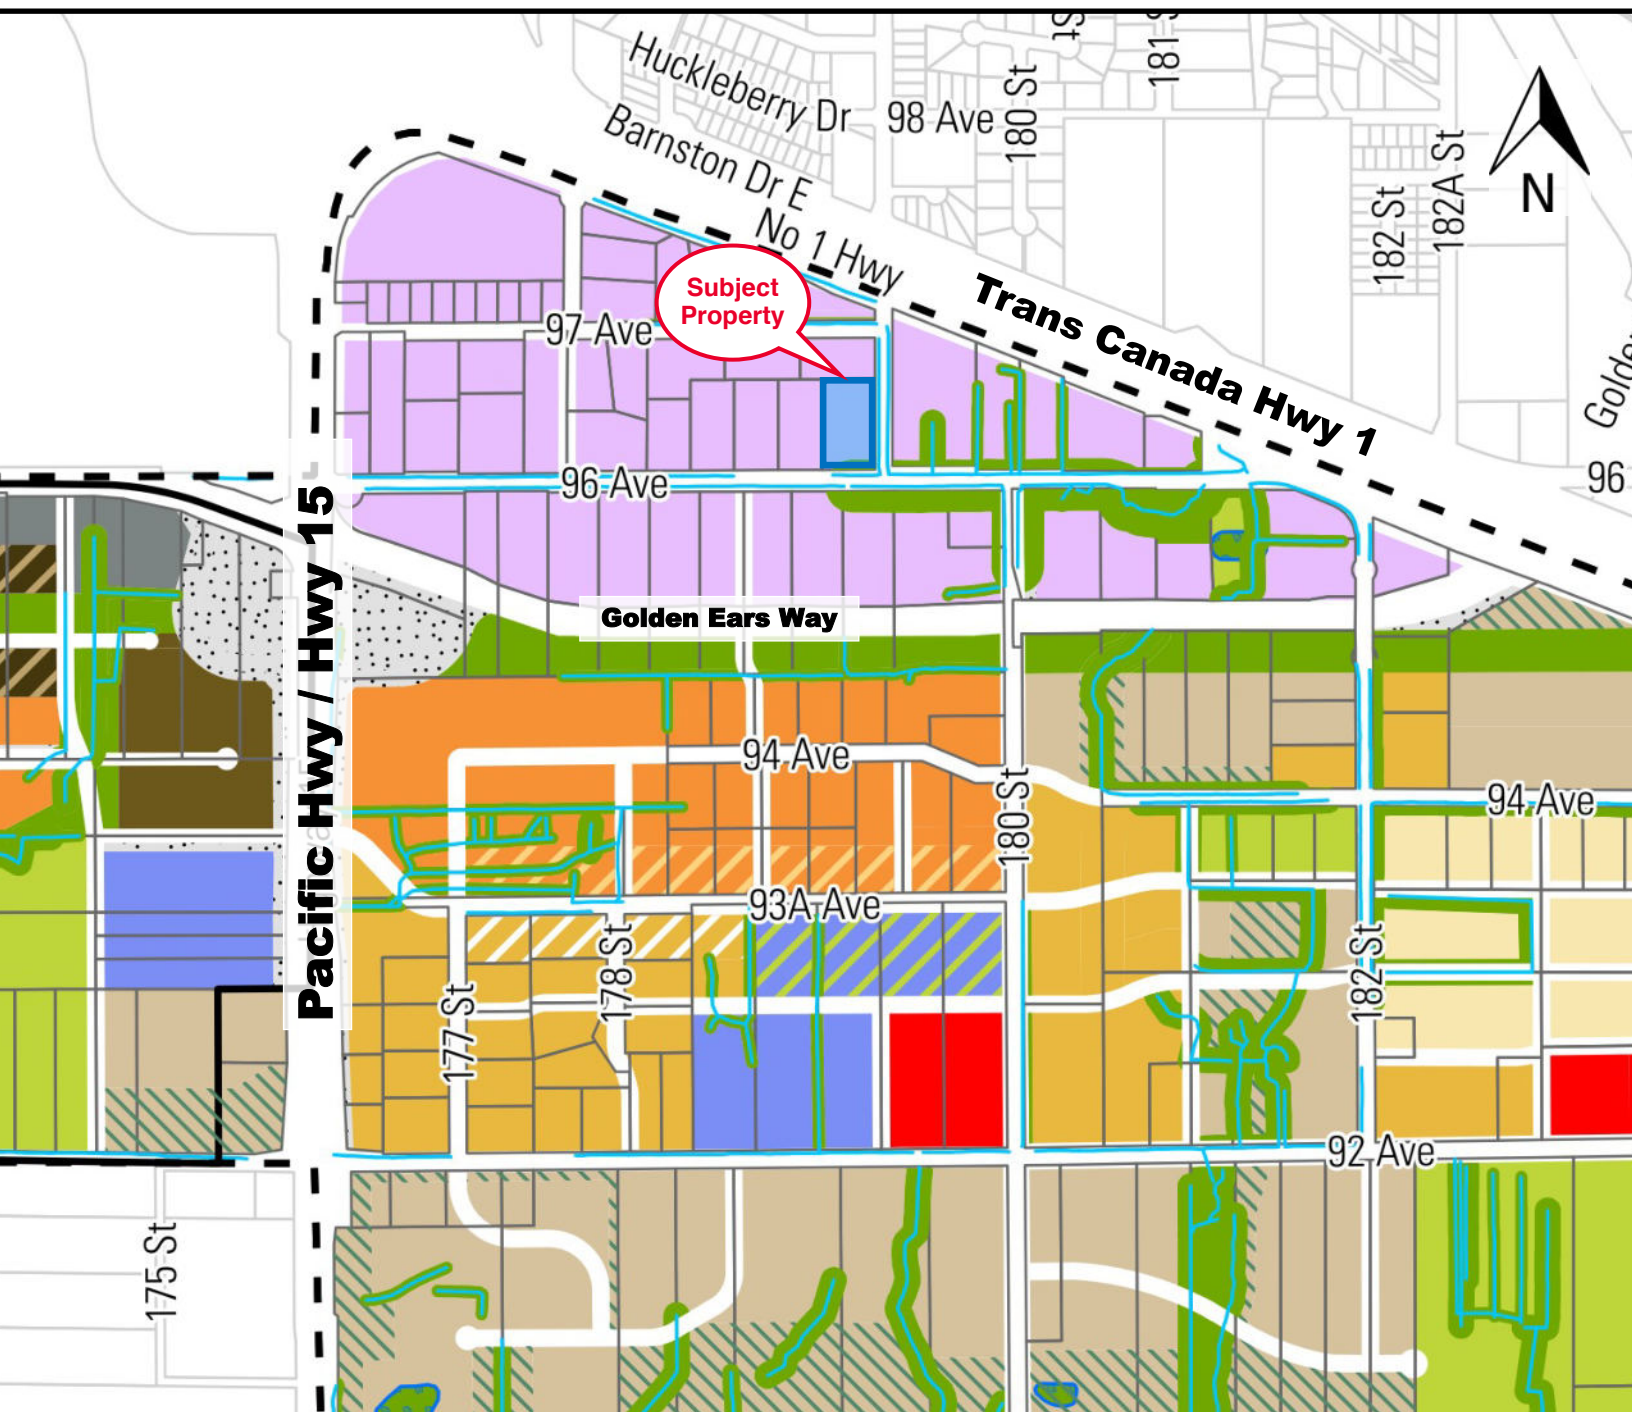 St
181 S
Huckleberry Dr
98 Ave
180 St
Barnston Dr E
182A St
N
182 St
No 1 Hwy
Subject
Property
Trans Canada Hwy 1
97 Ave
Golden
96 Ave
96
Pacific Hwy / Hwy 15
Golden Ears Way
94 Ave
180 St
94 Ave
93A Ave
178 St
182 St
177 St
92 Ave
175 St